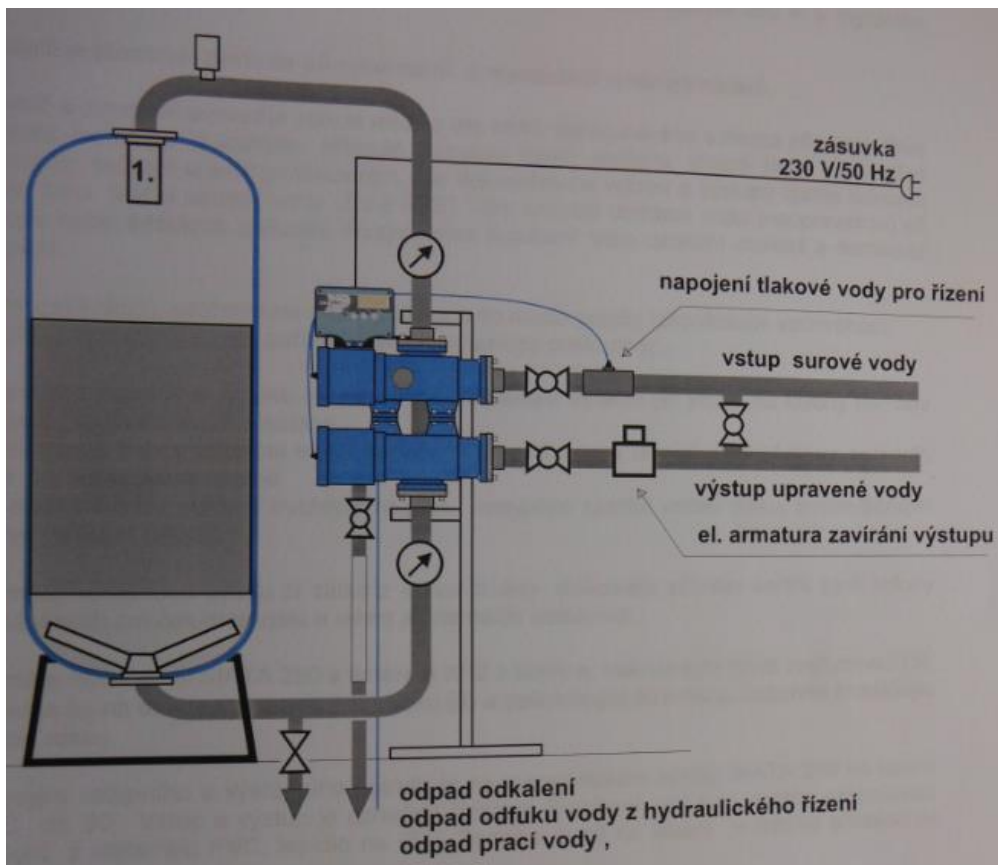 1.
zásuvka
230 V/50 Hz
napojení tlakové vody pro řízení
vstup surové vody
výstup upravené vody
el. armatura zavírání výstupu
odpad odkalu
odpad odfuku vody z hydraulického řízení
odpad prací vody ,